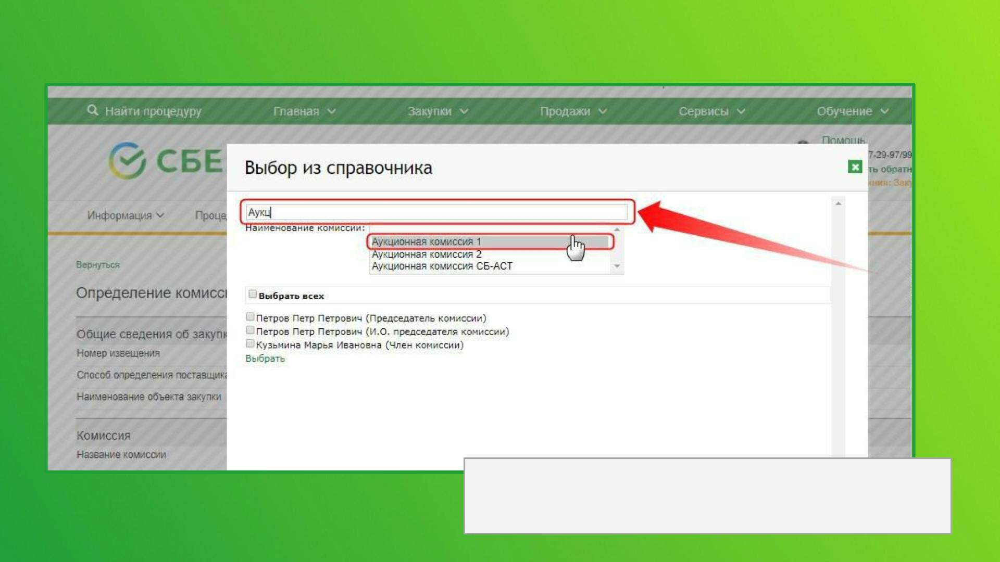 Найти процедуру Главная Закупки Продажи Сервисы Обучение
Помощь
СБЕ
7-29-97/99
ть обратн
Выбор из справочника
Информация Проце
Аукц
Наименование комиссии:
Аукционная комиссия 1
Аукционная комиссия 2
Аукционная комиссия СБ-АСТ
Вернуться
Определение комисс
Выбрать всех
Петров Петр Петрович (Председатель комиссии)
Петров Петр Петрович (И.О. председателя комиссии)
Кузьмина Марья Ивановна (Член комиссии)
Выбрать
Общие сведения об закупк
Номер извещения
Способ определения поставщика
Наименование объекта закупки
Комиссия
Название комиссии